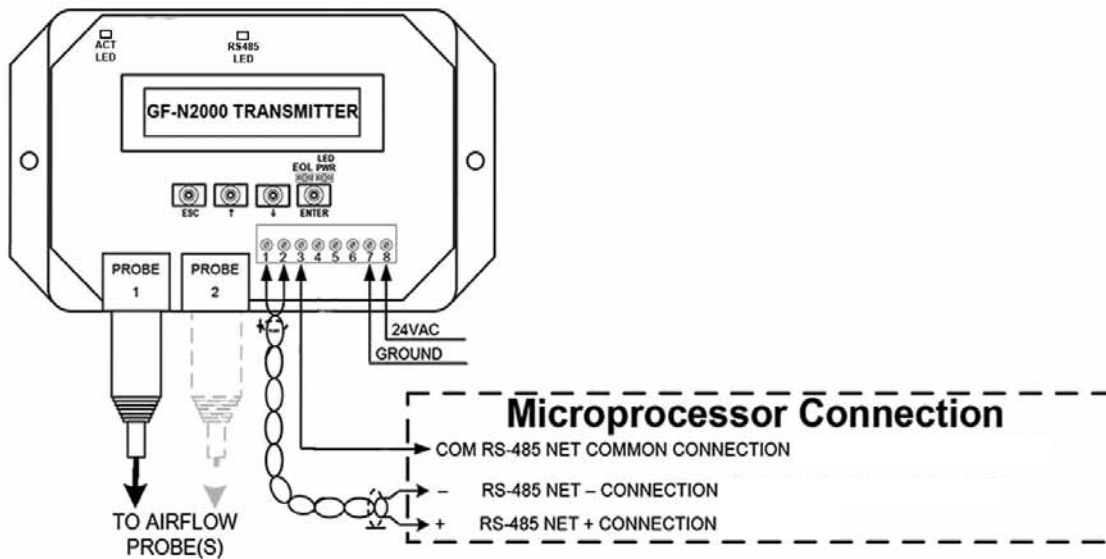 ACT
LED
RS485
LED
GF-N2000 TRANSMITTER
LED
EOL PWR
ESC ↑ ↓ ENTER
1 2 3 4 5 6 7 8
PROBE
1
PROBE
2
24VAC
GROUND
Microprocessor Connection
COM RS-485 NET COMMON CONNECTION
– RS-485 NET – CONNECTION
+ RS-485 NET + CONNECTION
TO AIRFLOW
PROBE(S)